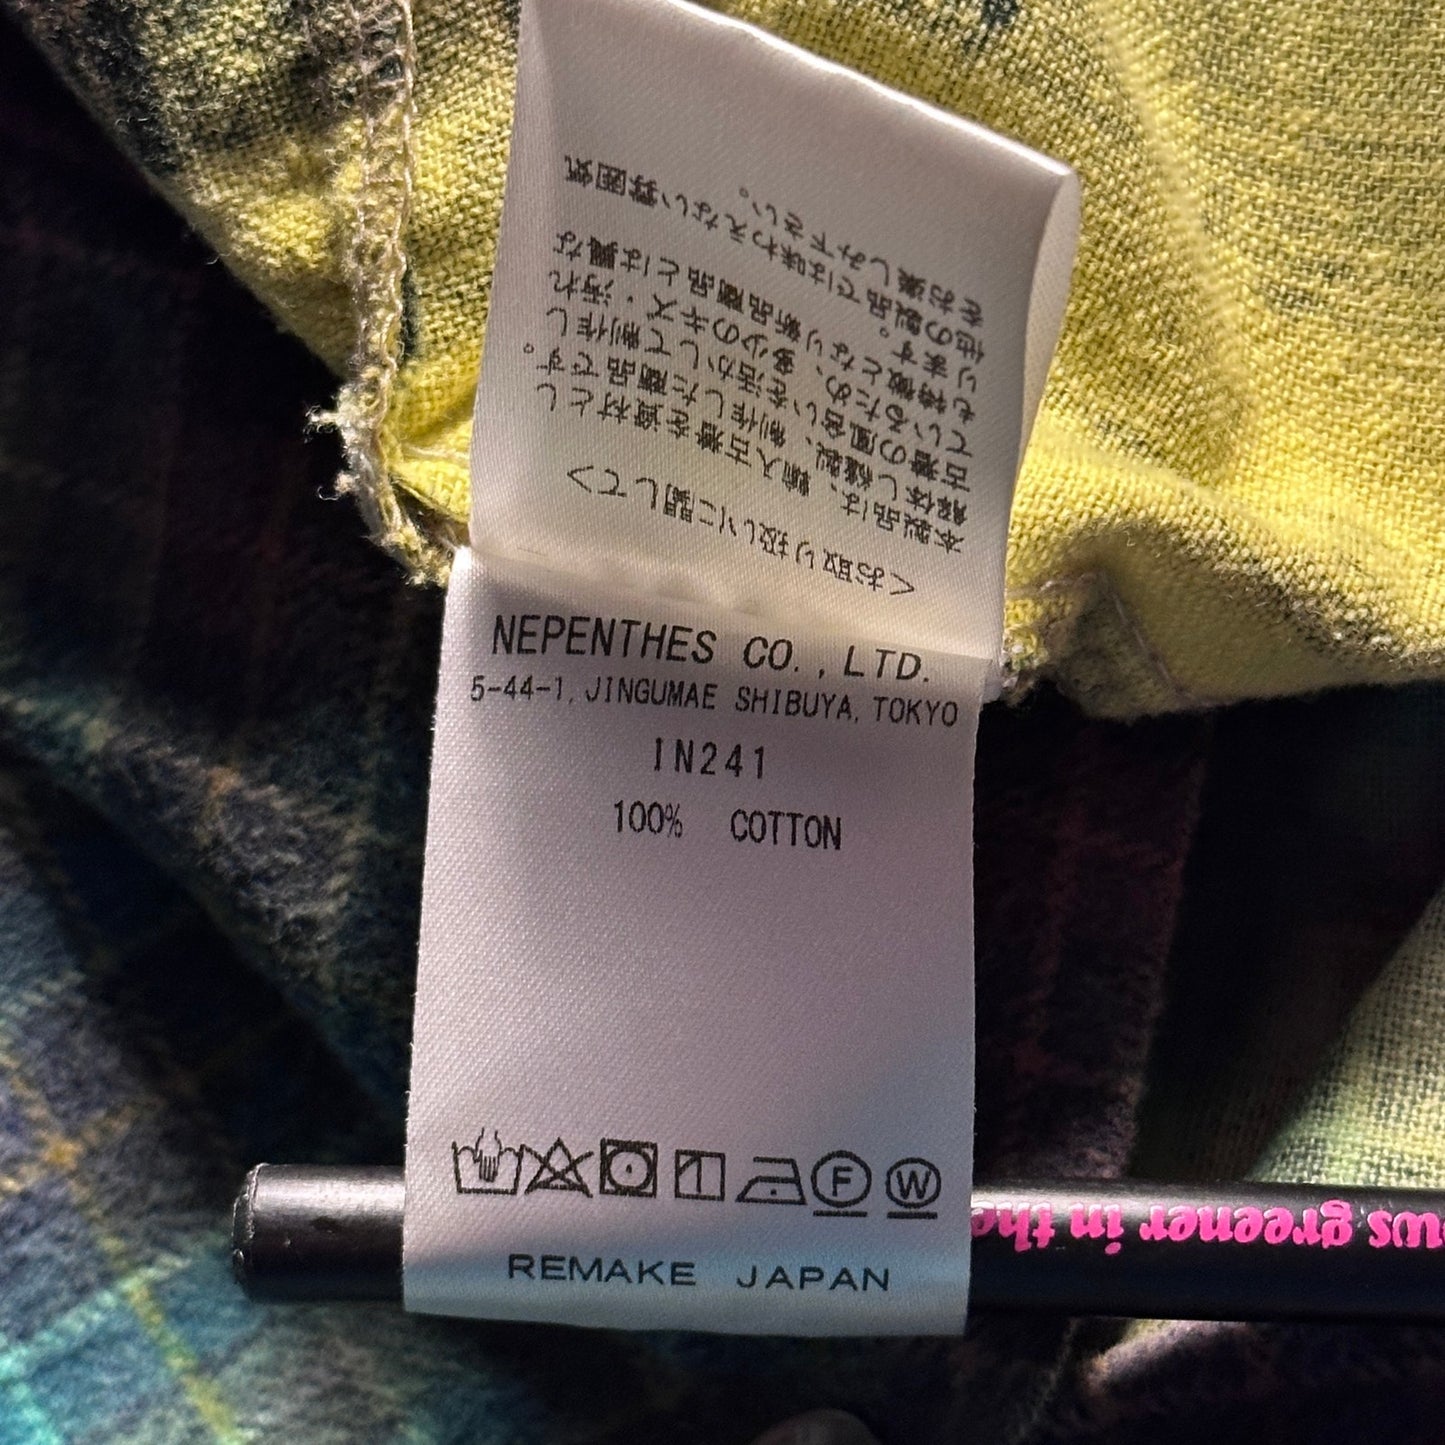 <お取り扱いに関して>
本製品は、輸入古着を資材とし
解体し縫製、制作した商品です。
古着の風合いを活かして制作し
ているため、多少のキズ・汚れ
も特徴となり新品商品とは異な
ります。
他の製品では味わえない雰囲気
をお楽しみ下さい。
NEPENTHES CO., LTD.
5-44-1, JINGUMAE SHIBUYA, TOKYO
IN241
100% COTTON
1 F W
REMAKE JAPAN
greener in the